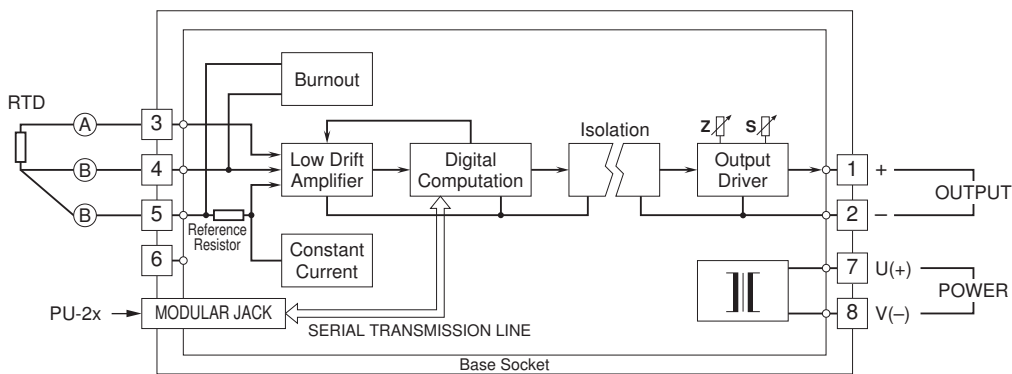 RTD
A
B
B
3
4
5
6
Burnout
Low Drift
Amplifier
Digital
Computation
Isolation
Z
S
Output
Driver
1
+
2
–
OUTPUT
Reference
Resistor
Constant
Current
7
U(+)
8
V(–)
POWER
PU-2x
MODULAR JACK
SERIAL TRANSMISSION LINE
Base Socket